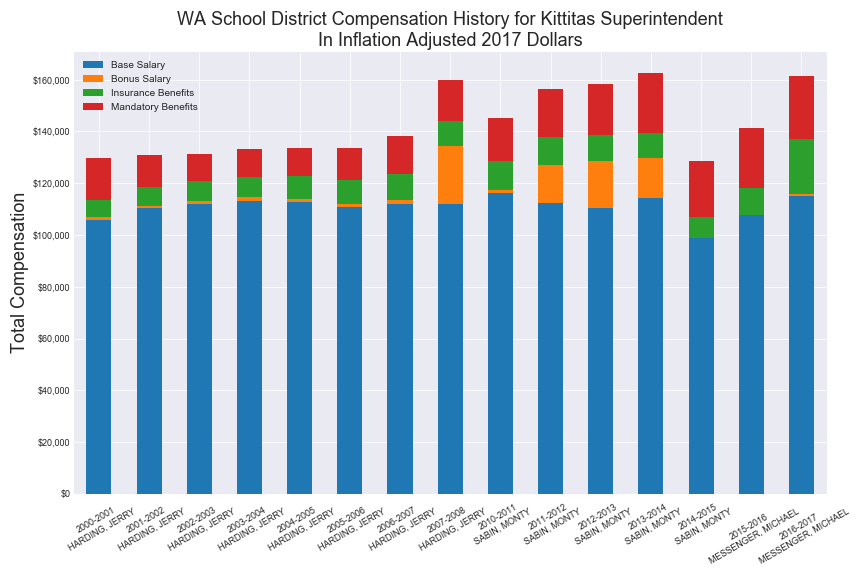 WA School District Compensation History for Kittitas Superintendent
In Inflation Adjusted 2017 Dollars
Base Salary
Bonus Salary
Insurance Benefits
Mandatory Benefits
Total Compensation
$160,000
$140,000
$120,000
$100,000
$80,000
$60,000
$40,000
$20,000
$0
2000-2001
HARDING, JERRY
2001-2002
HARDING, JERRY
2002-2003
HARDING, JERRY
2003-2004
HARDING, JERRY
2004-2005
HARDING, JERRY
2005-2006
HARDING, JERRY
2006-2007
HARDING, JERRY
2007-2008
HARDING, JERRY
2010-2011
SABIN, MONTY
2011-2012
SABIN, MONTY
2012-2013
SABIN, MONTY
2013-2014
SABIN, MONTY
2014-2015
SABIN, MONTY
2015-2016
MESSENGER, MICHAEL
2016-2017
MESSENGER, MICHAEL